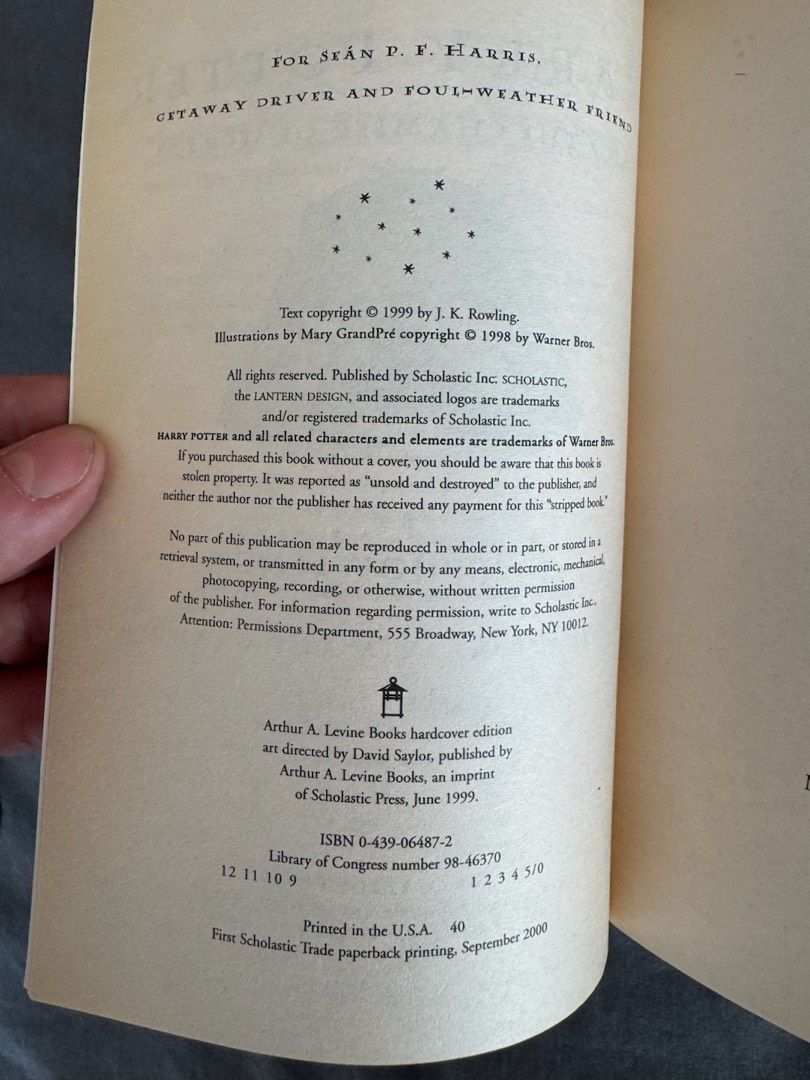 For Seán P. F. Harris,
getaway driver and foul-weather friend
Text copyright © 1999 by J. K. Rowling.
Illustrations by Mary GrandPré copyright © 1998 by Warner Bros.
All rights reserved. Published by Scholastic Inc. SCHOLASTIC,
the LANTERN DESIGN, and associated logos are trademarks
and/or registered trademarks of Scholastic Inc.
HARRY POTTER and all related characters and elements are trademarks of Warner Bros.
If you purchased this book without a cover, you should be aware that this book is
stolen property. It was reported as “unsold and destroyed” to the publisher, and
neither the author nor the publisher has received any payment for this “stripped book.”
No part of this publication may be reproduced in whole or in part, or stored in a
retrieval system, or transmitted in any form or by any means, electronic, mechanical,
photocopying, recording, or otherwise, without written permission
of the publisher. For information regarding permission, write to Scholastic Inc.,
Attention: Permissions Department, 555 Broadway, New York, NY 10012.
Arthur A. Levine Books hardcover edition
art directed by David Saylor, published by
Arthur A. Levine Books, an imprint
of Scholastic Press, June 1999.
ISBN 0-439-06487-2
Library of Congress number 98-46370
12 11 10 9 1 2 3 4 5/0
Printed in the U.S.A. 40
First Scholastic Trade paperback printing, September 2000